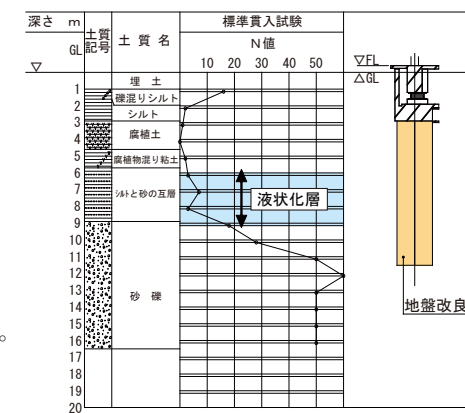 深さ m
土質記号
土 質 名
標準貫入試験
N値
10 20 30 40 50
GL
▽
▽FL
△GL
埋 土
1
礫混りシルト
2
シルト
3
腐植土
4
5
腐植物混り粘土
6
シルトと砂の互層
7
液状化層
8
9
10
11
12
砂 礫
13
地盤改良
14
15
。
16
17
18
19
20